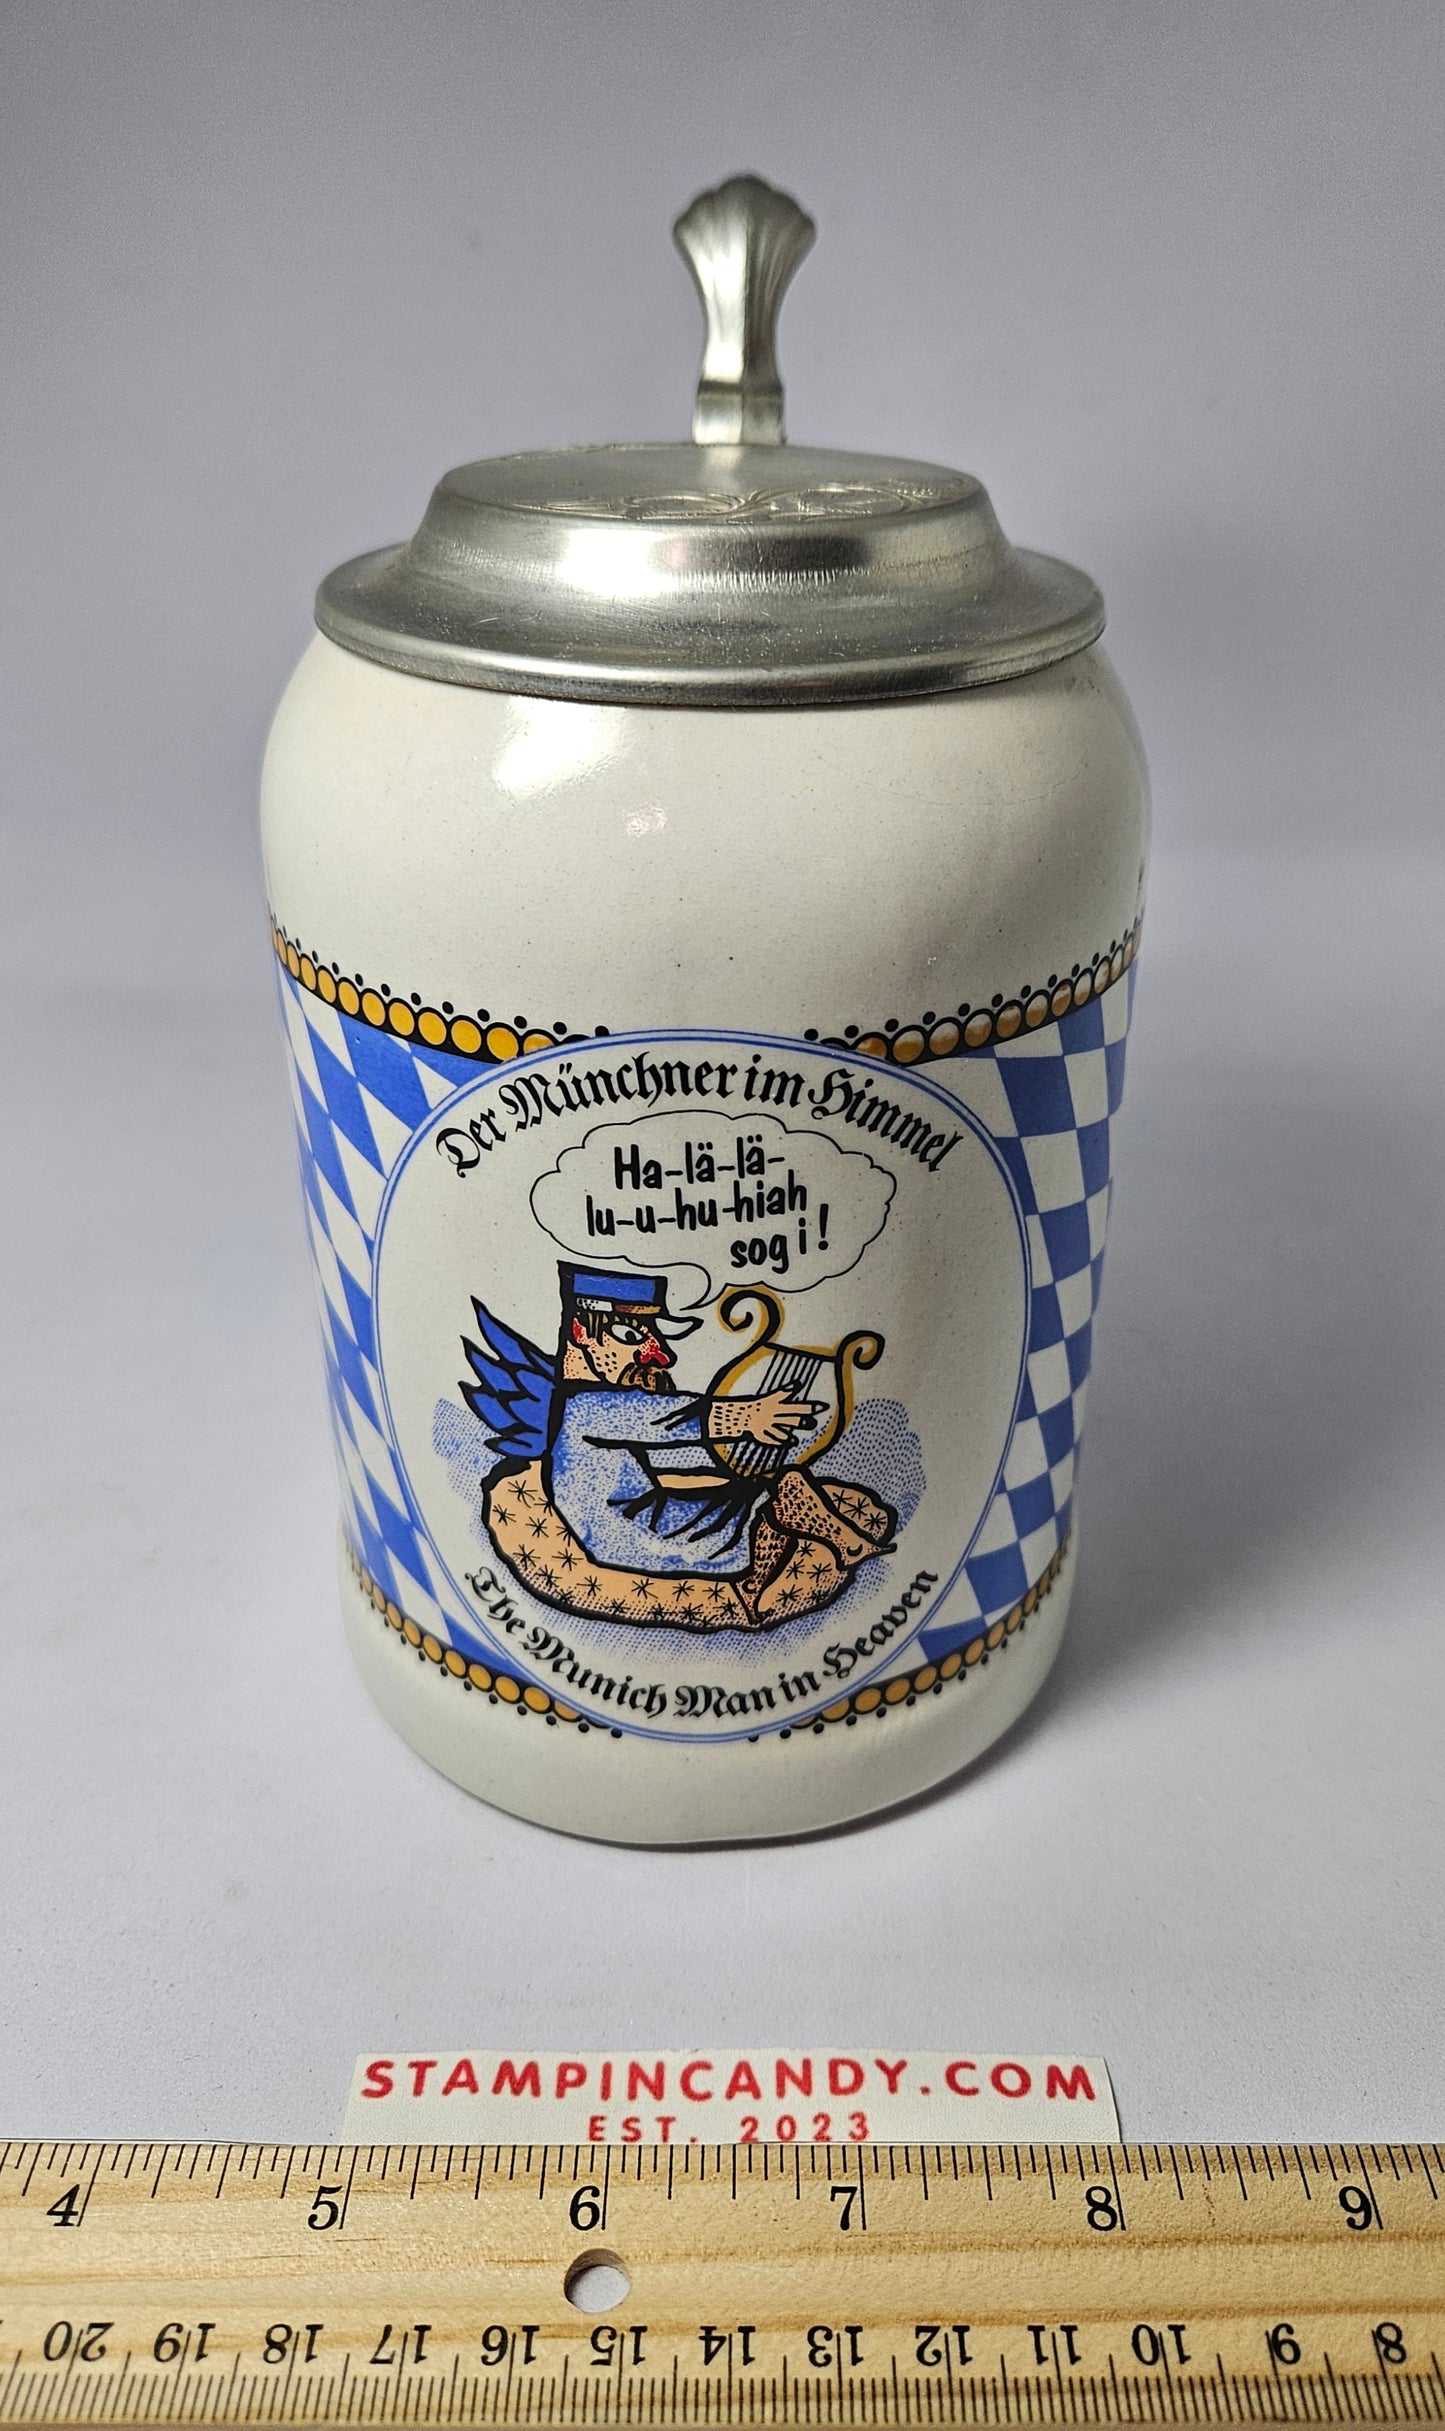 Der Münchner im Himmel
Ha-lä-lä-
lu-u-hu-hiah
sog i!
The Munich Man in Heaven
STAMPINCANDY.COM
EST. 2023
4 5 6 7 8 9
20 19 18 17 16 15 14 13 12 11 10 9 8